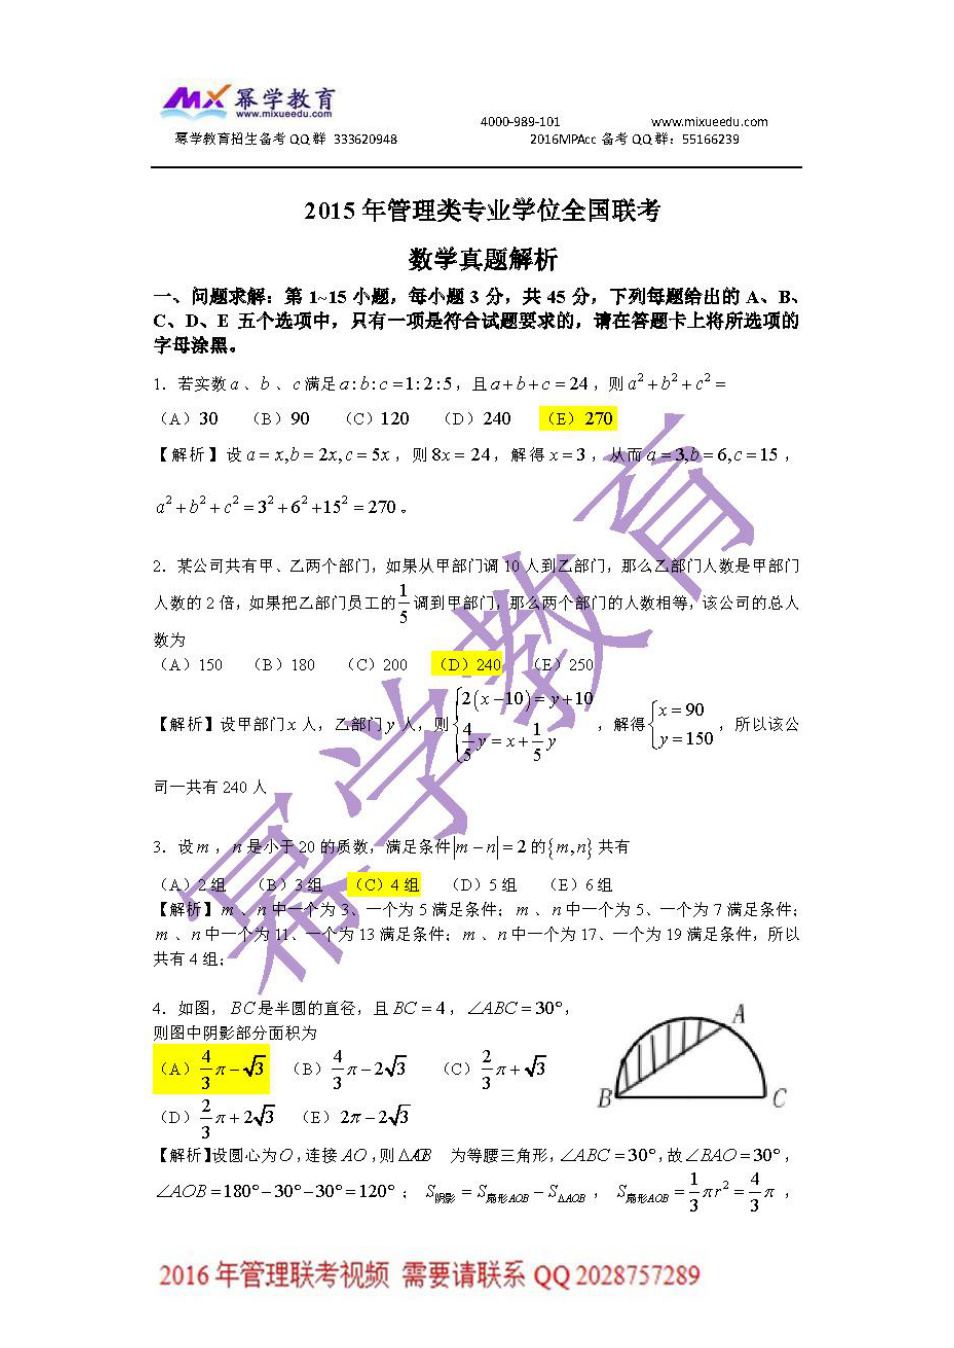 MX 幂学教育
www.mixueedu.com
4000-989-101 www.mixueedu.com
幂学教育招生备考QQ群 333620948 2016MPAcc 备考QQ群：55166239
2015年管理类专业学位全国联考
数学真题解析
一、问题求解：第1~15小题，每小题3分，共45分，下列每题给出的A、B、
C、D、E 五个选项中，只有一项是符合试题要求的，请在答题卡上将所选项的
字母涂黑。
1. 若实数a、b、c满足a:b:c=1:2:5，且a+b+c=24，则a²+b²+c²=
（A）30 （B）90 （C）120 （D）240 （E）270
【解析】设a=x,b=2x,c=5x，则8x=24，解得x=3，从而a=3,b=6,c=15，
a²+b²+c²=3²+6²+15²=270。
2. 某公司共有甲、乙两个部门，如果从甲部门调10人到乙部门，那么乙部门人数是甲部门
人数的2倍，如果把乙部门员工的1/5调到甲部门，那么两个部门的人数相等，该公司的总人
数为
（A）150 （B）180 （C）200 （D）240 （E）250
【解析】设甲部门x人，乙部门y人，则{2(x-10)=y+10, 4/5y=x+1/5y，解得{x=90, y=150，所以该公
司一共有240人
3. 设m，n是小于20的质数，满足条件|m-n|=2的{m,n}共有
（A）2组 （B）3组 （C）4组 （D）5组 （E）6组
【解析】m、n中一个为3、一个为5满足条件；m、n中一个为5、一个为7满足条件；
m、n中一个为11、一个为13满足条件；m、n中一个为17、一个为19满足条件，所以
共有4组；
4. 如图，BC是半圆的直径，且BC=4，∠ABC=30°，
则图中阴影部分面积为
（A）4/3π-√3 （B）4/3π-2√3 （C）2/3π+√3
（D）2/3π+2√3 （E）2π-2√3
A
B
C
【解析】设圆心为O，连接AO，则△AOB 为等腰三角形，∠ABC=30°，故∠BAO=30°，
∠AOB=180°-30°-30°=120°；S阴影=S扇形AOB-S△AOB，S扇形AOB=1/3πr²=4/3π，
幂学教育
2016年管理联考视频 需要请联系QQ2028757289